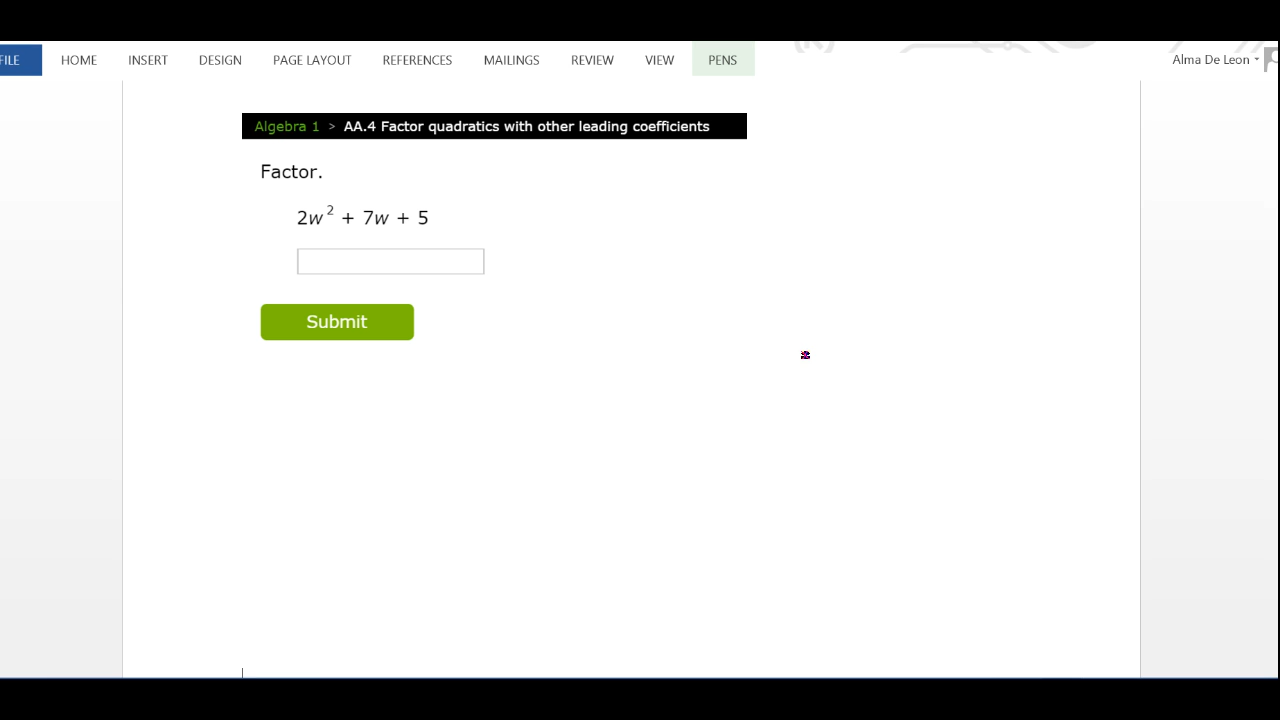 FILE HOME INSERT DESIGN PAGE LAYOUT REFERENCES MAILINGS REVIEW VIEW PENS Alma De Leon
Algebra 1 > AA.4 Factor quadratics with other leading coefficients
Factor.
2w² + 7w + 5
Submit